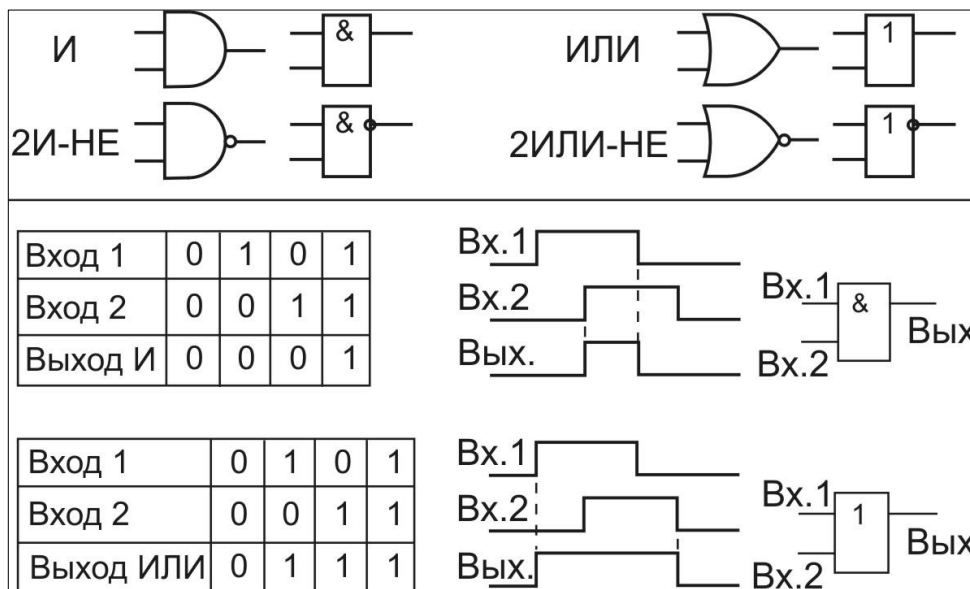 И & ИЛИ 1
2И-НЕ & 2ИЛИ-НЕ 1
Вход 1 0 1 0 1
Вход 2 0 0 1 1
Выход И 0 0 0 1
Вх.1
Вх.2
Вых.
Вх.1
&
Вых
Вх.2
Вход 1 0 1 0 1
Вход 2 0 0 1 1
Выход ИЛИ 0 1 1 1
Вх.1
Вх.2
Вых.
Вх.1
1
Вых
Вх.2